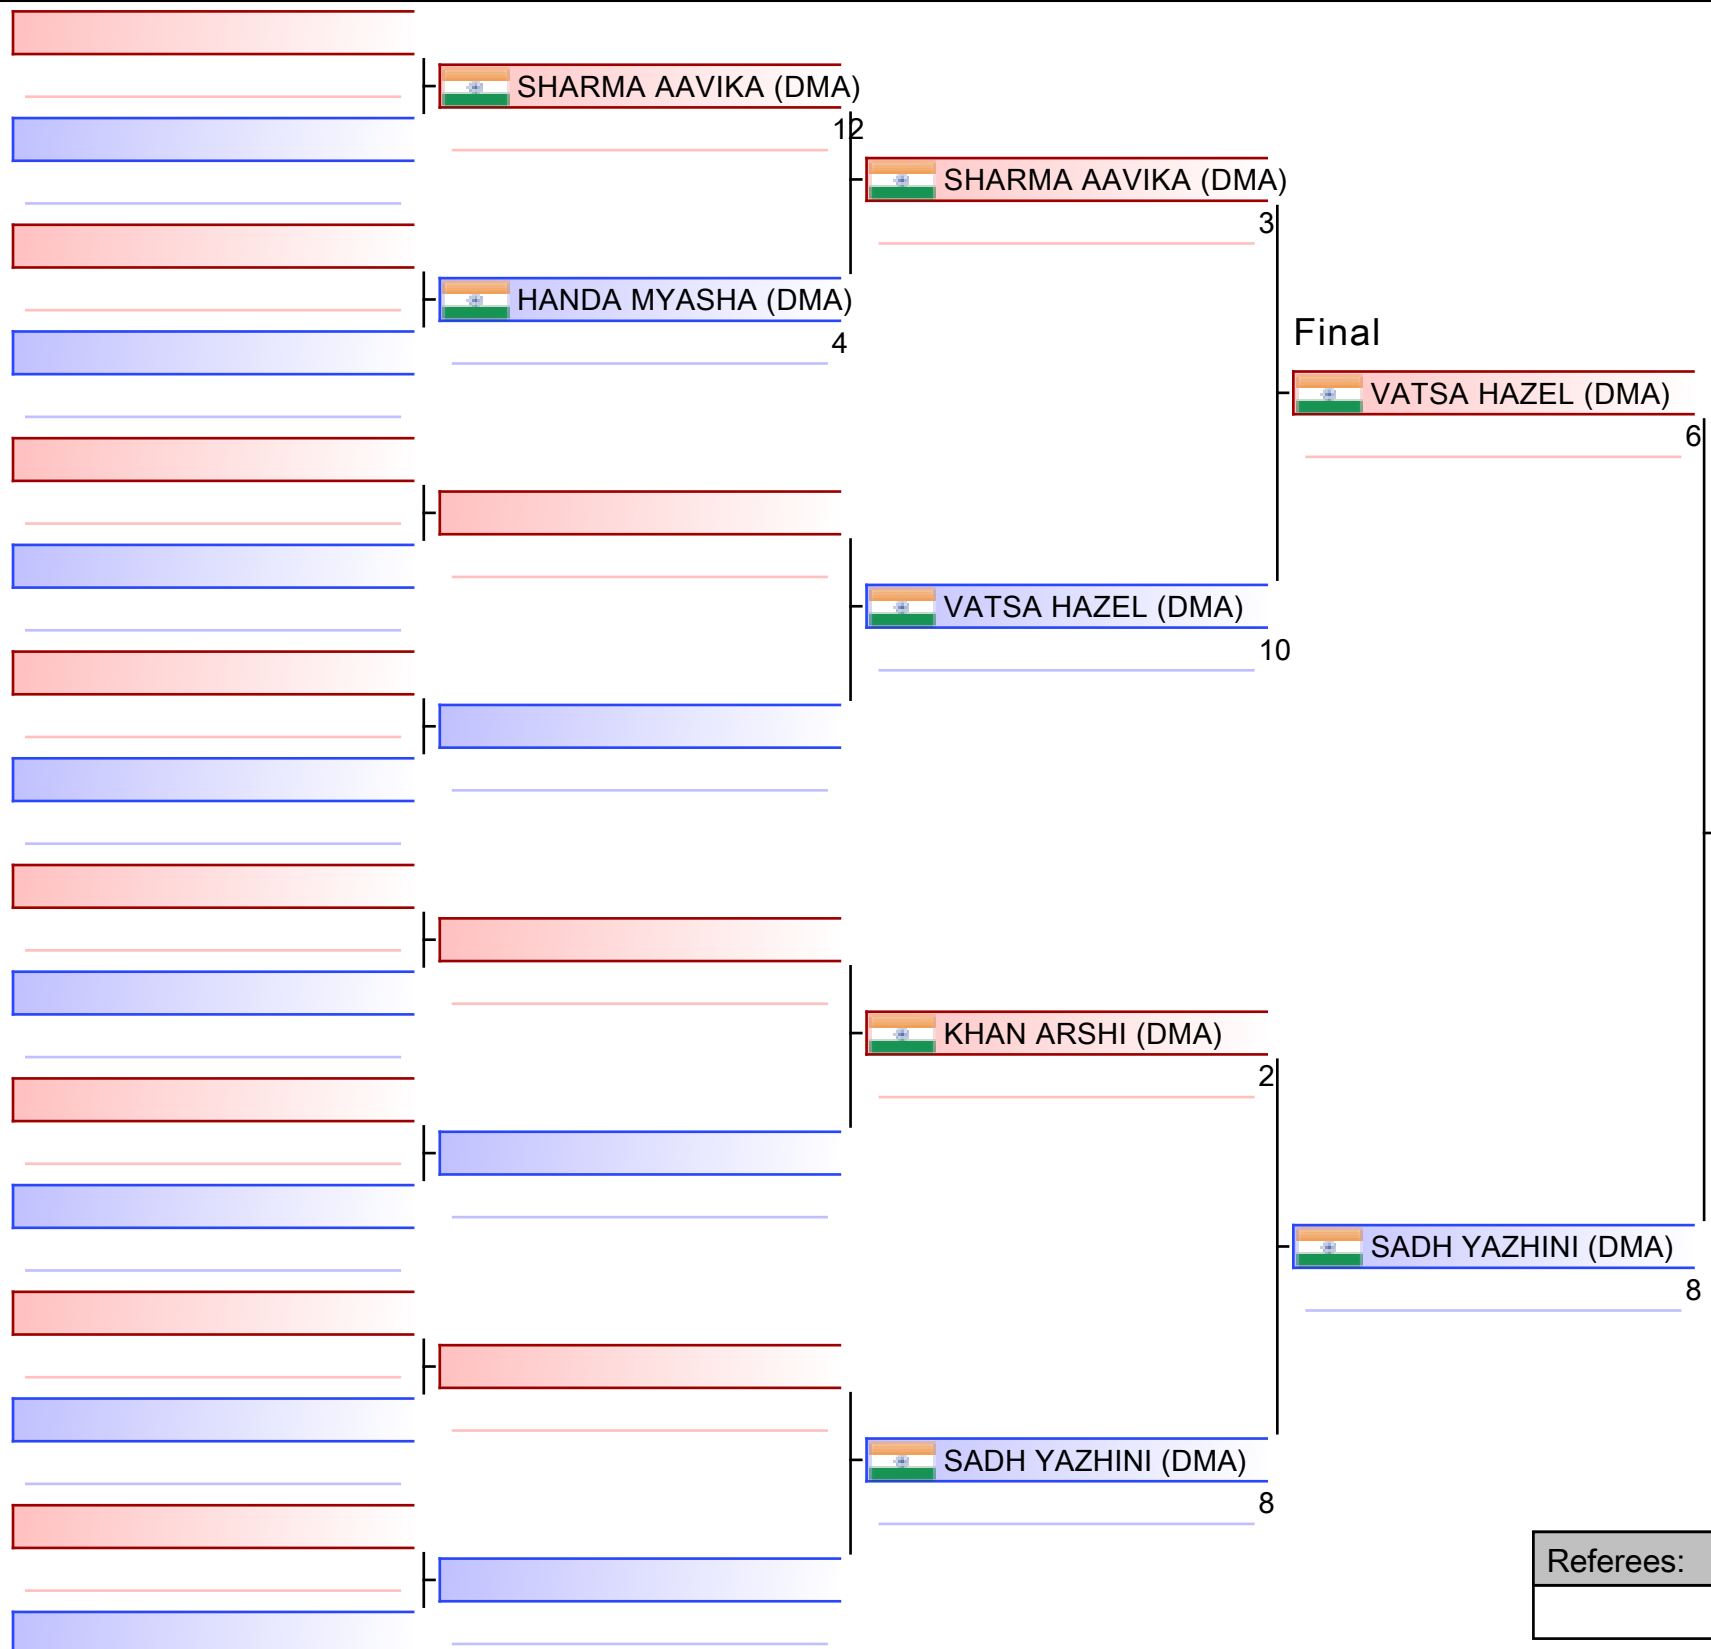 SHARMA AAVIKA (DMA)
12
SHARMA AAVIKA (DMA)
3
HANDA MYASHA (DMA)
4
Final
VATSA HAZEL (DMA)
6
VATSA HAZEL (DMA)
10
KHAN ARSHI (DMA)
2
SADH YAZHINI (DMA)
8
SADH YAZHINI (DMA)
8
Referees: